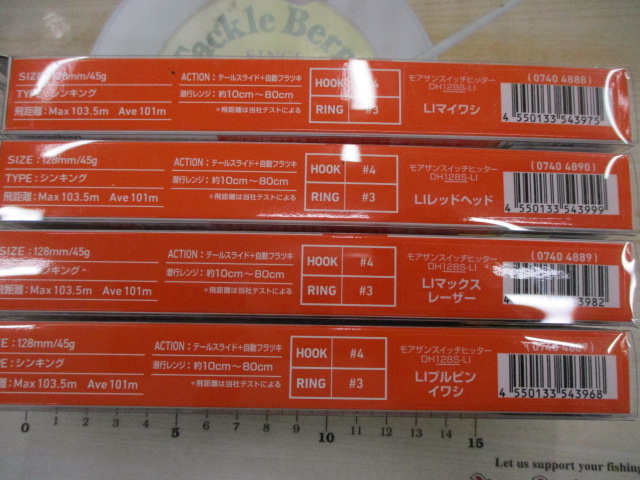 Tackle Berry
SIZE : 128mm/45g
TYPE : シンキング
飛距離 : Max 103.5m Ave 101m
ACTION : テールスライド+自動フラツキ
潜行レンジ : 約10cm〜80cm
※飛距離は当社テストによる
HOOK #4
RING #3
モアザンスイッチヒッター
DH128S-LI
LIマイワシ
(0740 4888)
4 550133 543975
SIZE : 128mm/45g
TYPE : シンキング
飛距離 : Max 103.5m Ave 101m
ACTION : テールスライド+自動フラツキ
潜行レンジ : 約10cm〜80cm
※飛距離は当社テストによる
HOOK #4
RING #3
モアザンスイッチヒッター
DH128S-LI
LIレッドヘッド
(0740 4890)
4 550133 543999
SIZE : 128mm/45g
シンキング
飛距離 : Max 103.5m Ave 101m
ACTION : テールスライド+自動フラツキ
潜行レンジ : 約10cm〜80cm
※飛距離は当社テストによる
HOOK #4
RING #3
モアザンスイッチヒッター
DH128S-LI
LIマックス
レーザー
(0740 4889)
3982
ZE : 128mm/45g
PE : シンキング
距離 : Max 103.5m Ave 101m
ACTION : テールスライド+自動フラツキ
潜行レンジ : 約10cm〜80cm
※飛距離は当社テストによる
HOOK #4
RING #3
モアザンスイッチヒッター
DH128S-LI
LIブルピン
イワシ
4 550133 543968
0 1 2 3 4 5 6 7 8 9 10 11 12 13 14 15
Let us support your fishing